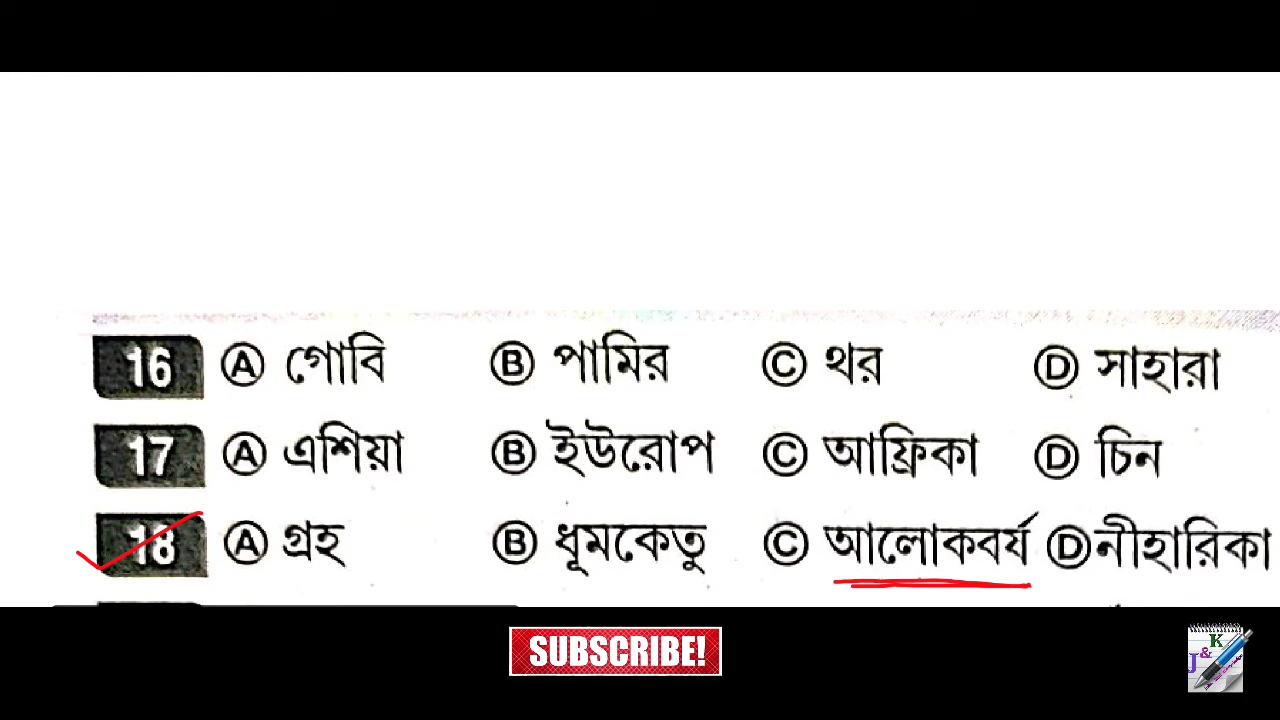 16 Ⓐ গোবি Ⓑ পামির Ⓒ থর Ⓓ সাহারা
17 Ⓐ এশিয়া Ⓑ ইউরোপ Ⓒ আফ্রিকা Ⓓ চিন
18 Ⓐ গ্রহ Ⓑ ধূমকেতু Ⓒ আলোকবর্য Ⓓ নীহারিকা
SUBSCRIBE!
J & K